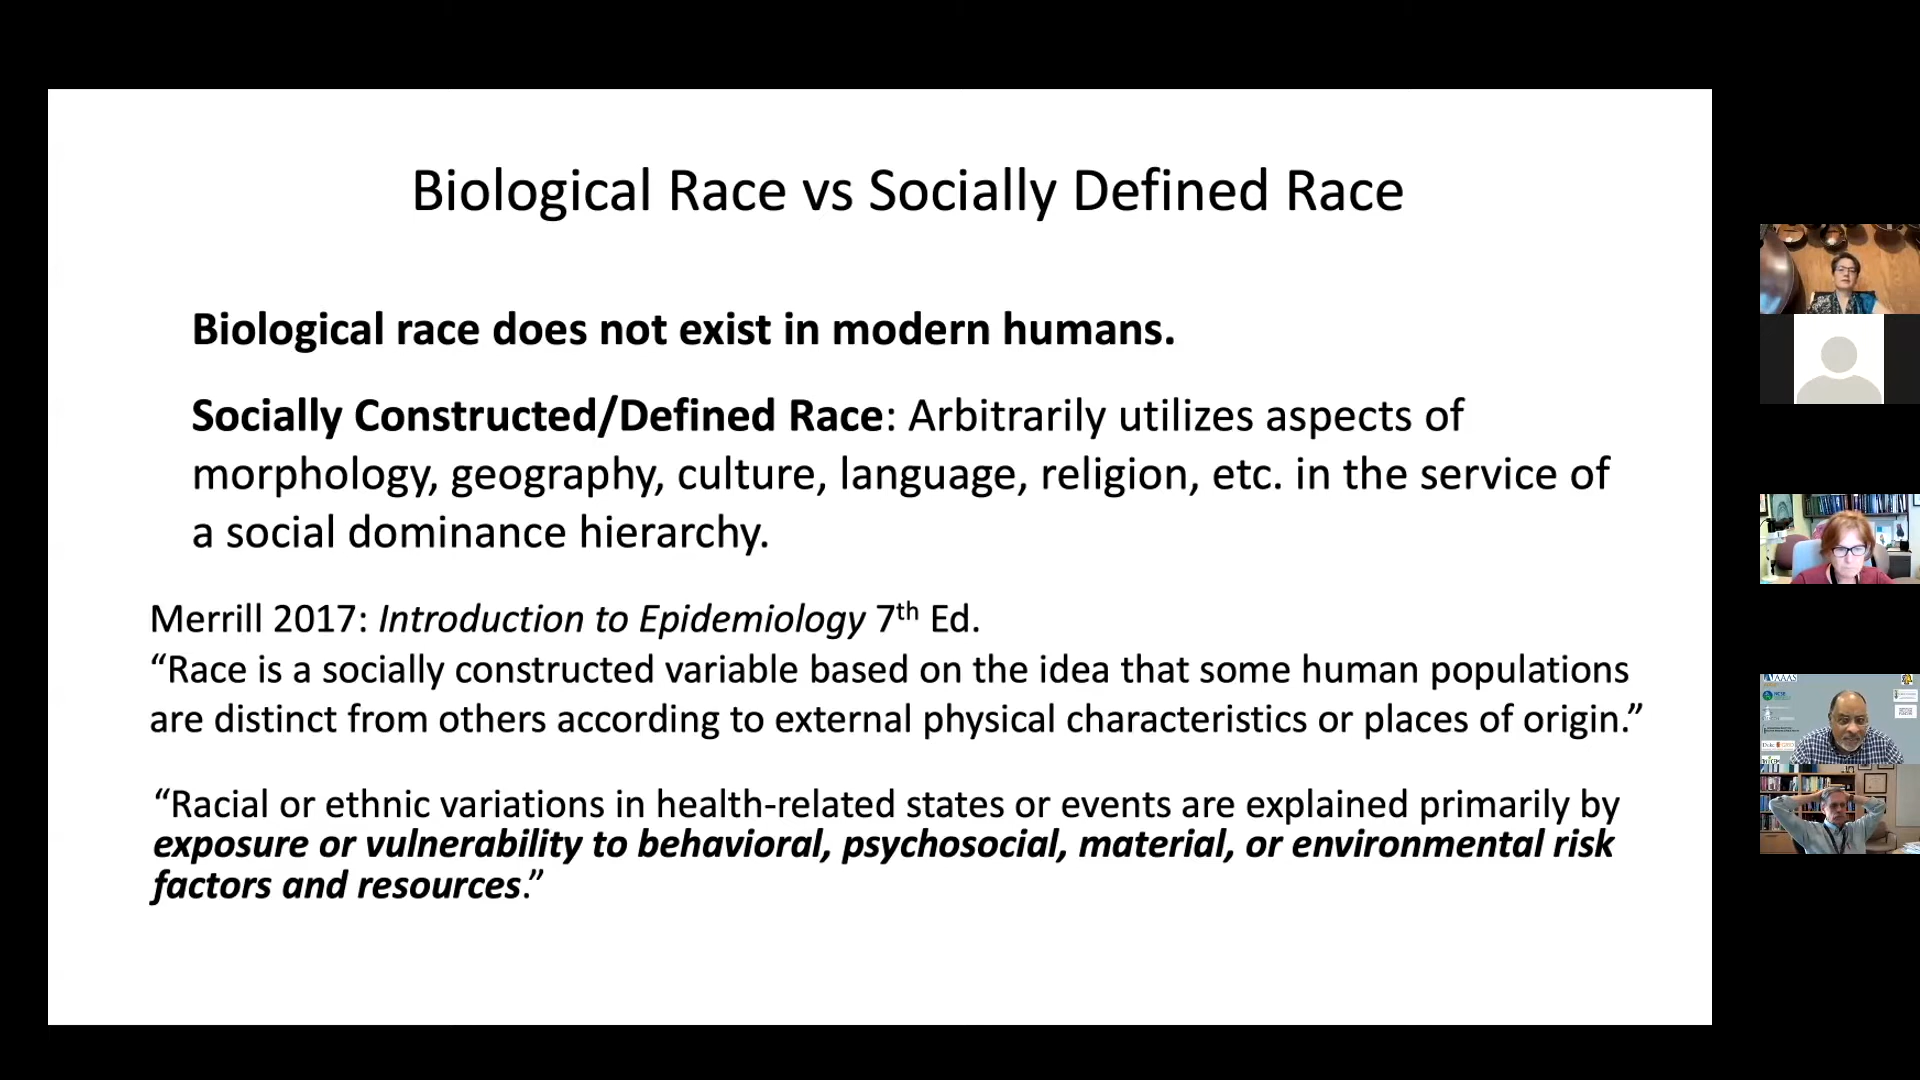 Biological Race vs Socially Defined Race
Biological race does not exist in modern humans.
Socially Constructed/Defined Race: Arbitrarily utilizes aspects of
morphology, geography, culture, language, religion, etc. in the service of
a social dominance hierarchy.
Merrill 2017: Introduction to Epidemiology 7th Ed.
“Race is a socially constructed variable based on the idea that some human populations
are distinct from others according to external physical characteristics or places of origin.”
“Racial or ethnic variations in health-related states or events are explained primarily by
exposure or vulnerability to behavioral, psychosocial, material, or environmental risk
factors and resources.”
AAAS
Duke